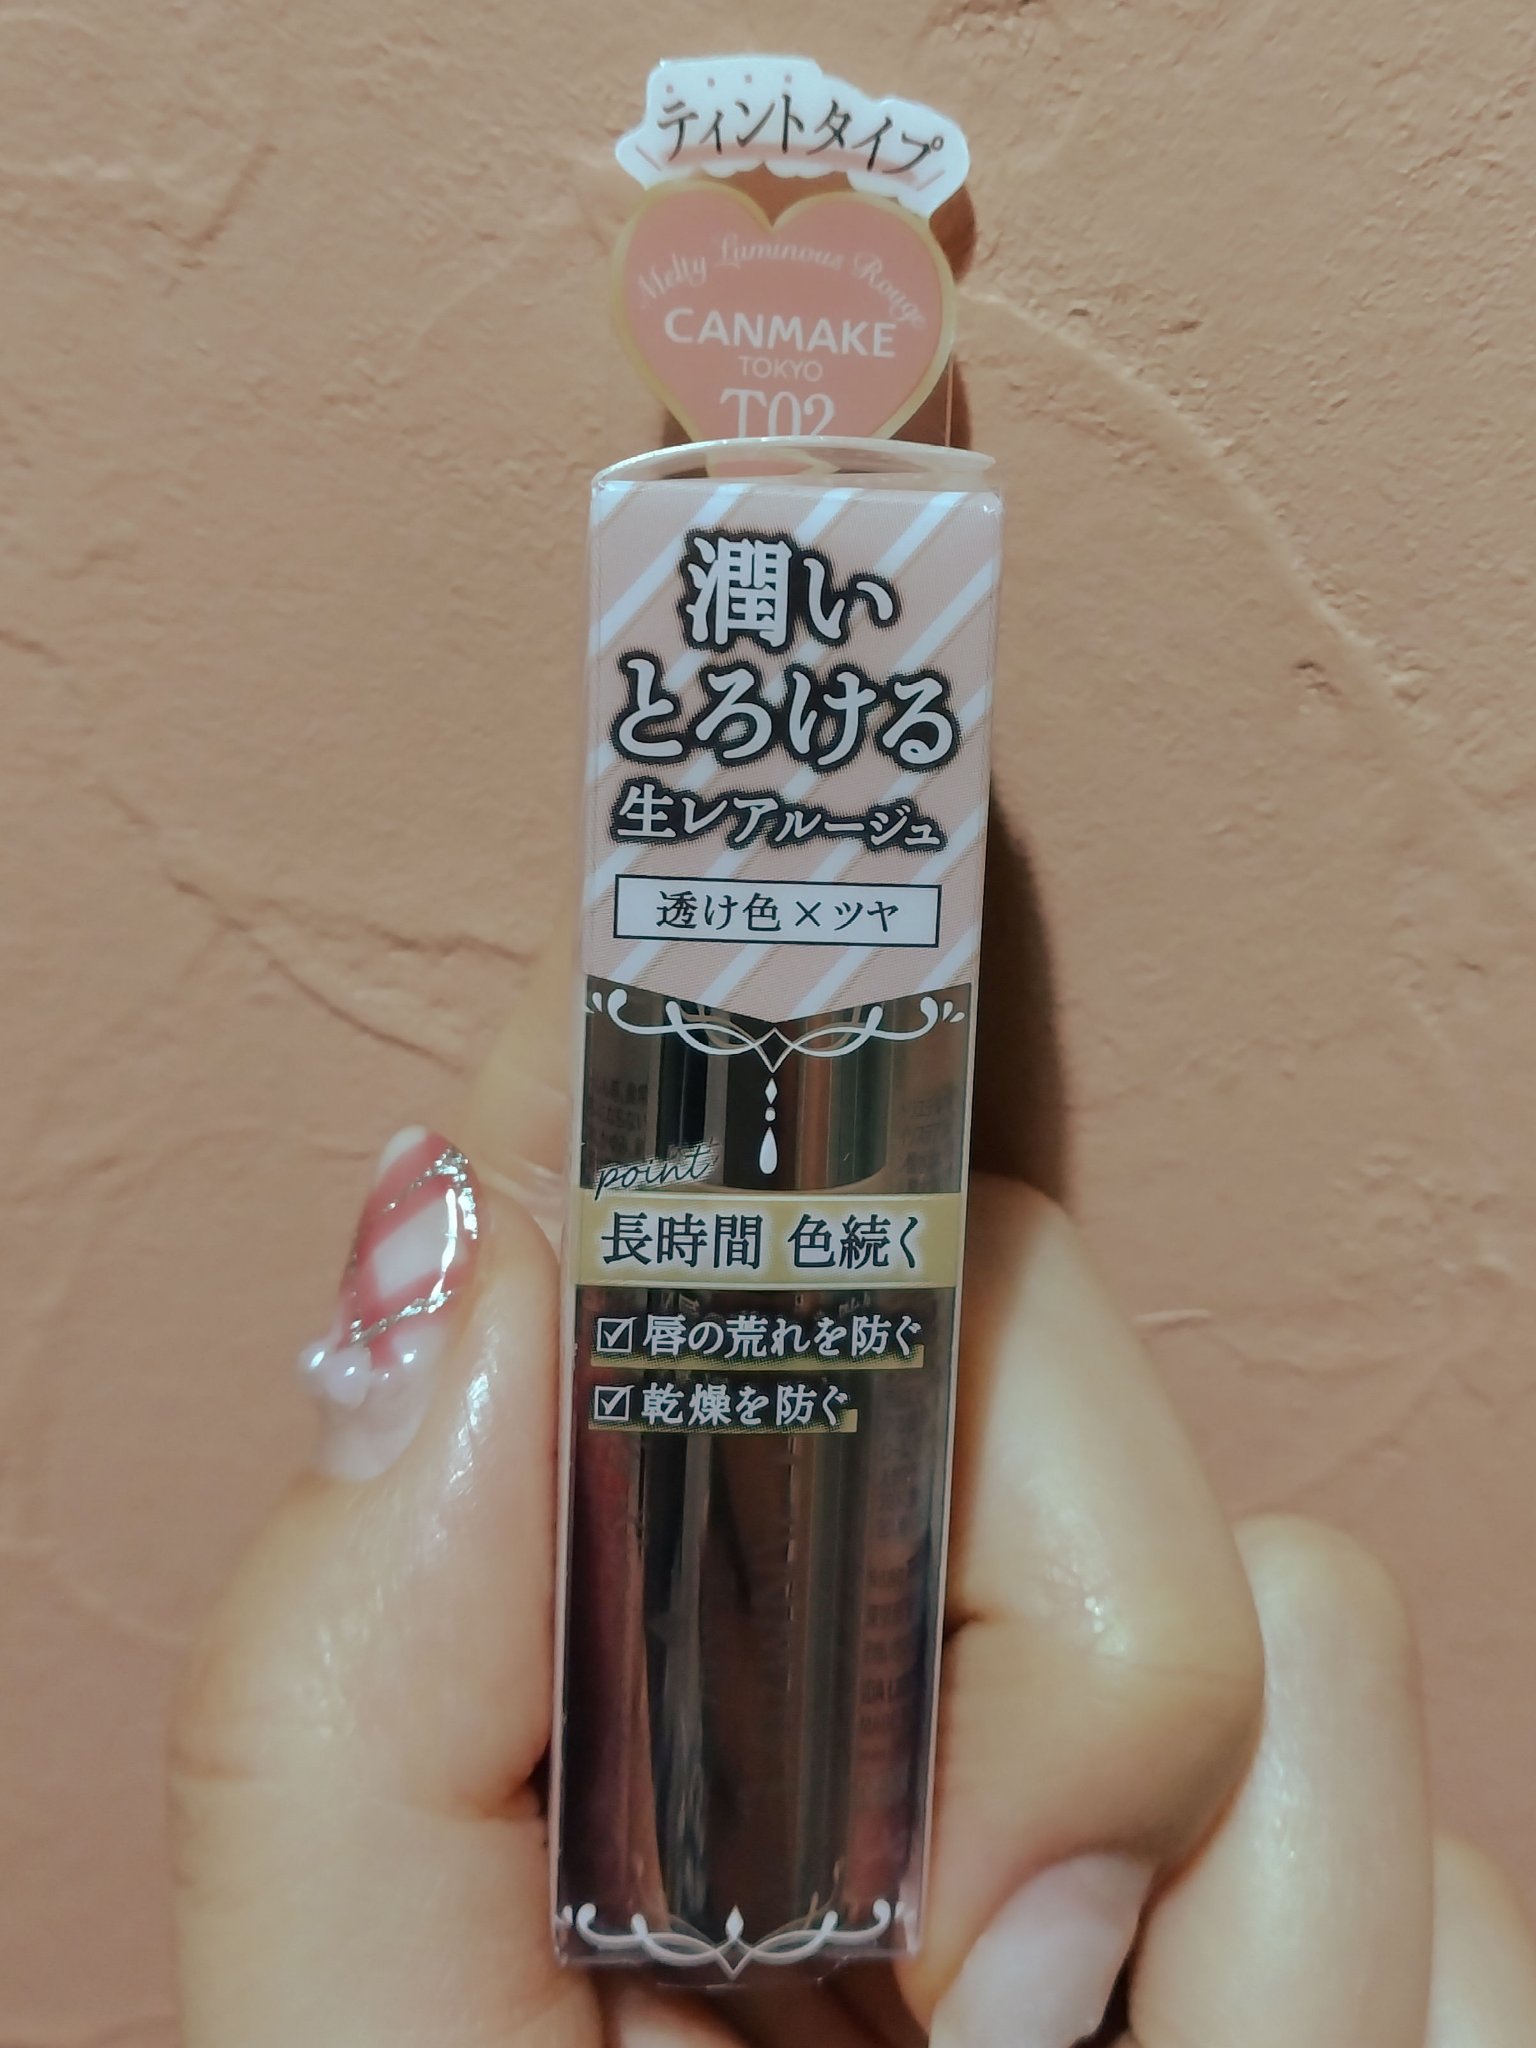 ティントタイプ
Melty Luminous Rouge
CANMAKE
TOKYO
T02
潤い
とろける
生レアルージュ
透け色×ツヤ
point
長時間 色続く
☑唇の荒れを防ぐ
☑乾燥を防ぐ